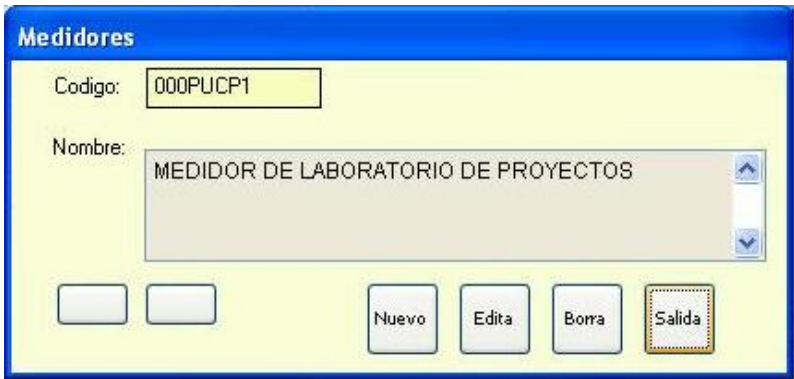 Medidores
Codigo: 000PUCP1
Nombre:
MEDIDOR DE LABORATORIO DE PROYECTOS
Nuevo Edita Borra Salida